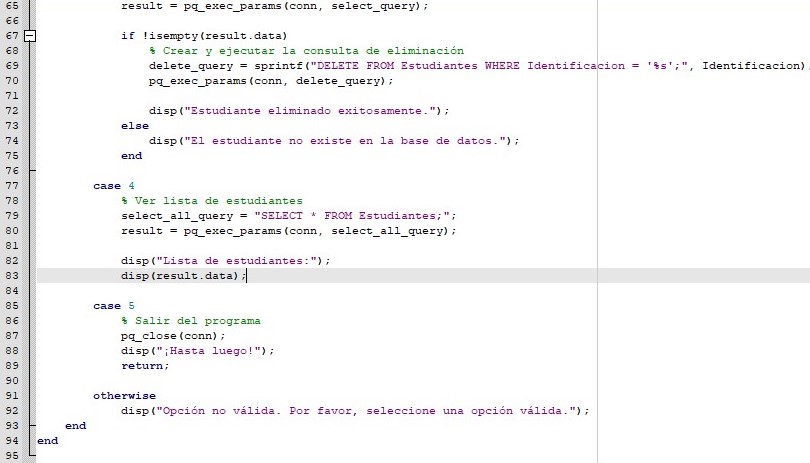 65 result = pq_exec_params(conn, select_query);
66
67 if !isempty(result.data)
68 % Crear y ejecutar la consulta de eliminación
69 delete_query = sprintf("DELETE FROM Estudiantes WHERE Identificacion = '%s';", Identificacion);
70 pq_exec_params(conn, delete_query);
71
72 disp("Estudiante eliminado exitosamente.");
73 else
74 disp("El estudiante no existe en la base de datos.");
75 end
76
77 case 4
78 % Ver lista de estudiantes
79 select_all_query = "SELECT * FROM Estudiantes;";
80 result = pq_exec_params(conn, select_all_query);
81
82 disp("Lista de estudiantes:");
83 disp(result.data);
84
85 case 5
86 % Salir del programa
87 pq_close(conn);
88 disp("¡Hasta luego!");
89 return;
90
91 otherwise
92 disp("Opción no válida. Por favor, seleccione una opción válida.");
93 end
94 end
95